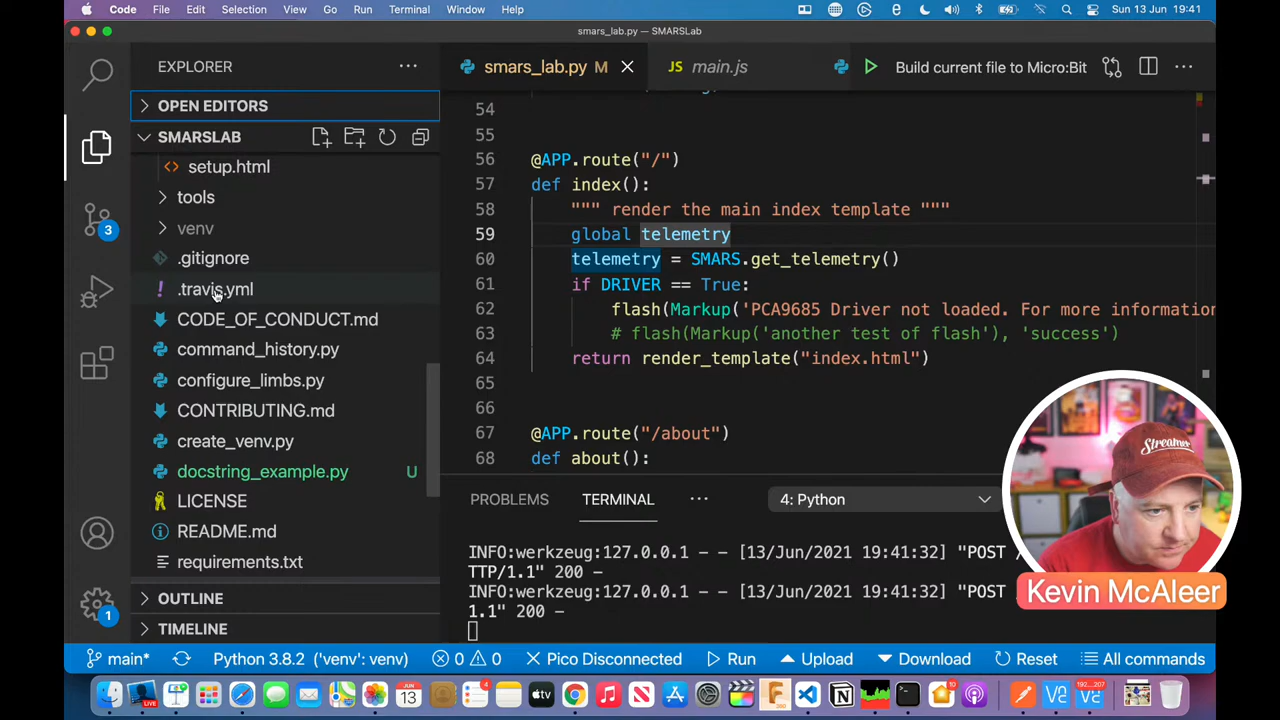 Code File Edit Selection View Go Run Terminal Window Help Sun 13 Jun 19:41
smars_lab.py — SMARSLab
EXPLORER
OPEN EDITORS
SMARSLAB
<> setup.html
tools
venv
.gitignore
! .travis.yml
CODE_OF_CONDUCT.md
command_history.py
configure_limbs.py
CONTRIBUTING.md
create_venv.py
docstring_example.py U
LICENSE
README.md
requirements.txt
OUTLINE
TIMELINE
3
1
smars_lab.py M
JS main.js
Build current file to Micro:Bit
54
55
56 @APP.route("/")
57 def index():
58 """ render the main index template """
59 global telemetry
60 telemetry = SMARS.get_telemetry()
61 if DRIVER == True:
62 flash(Markup('PCA9685 Driver not loaded. For more information
63 # flash(Markup('another test of flash'), 'success')
64 return render_template("index.html")
65
66
67 @APP.route("/about")
68 def about():
PROBLEMS TERMINAL 4: Python
INFO:werkzeug:127.0.0.1 - - [13/Jun/2021 19:41:32] "POST /
TTP/1.1" 200 -
INFO:werkzeug:127.0.0.1 - - [13/Jun/2021 19:41:32] "POST
1.1" 200 -
Streamer
Kevin McAleer
main* Python 3.8.2 ('venv': venv) 0 0 Pico Disconnected Run Upload Download Reset All commands